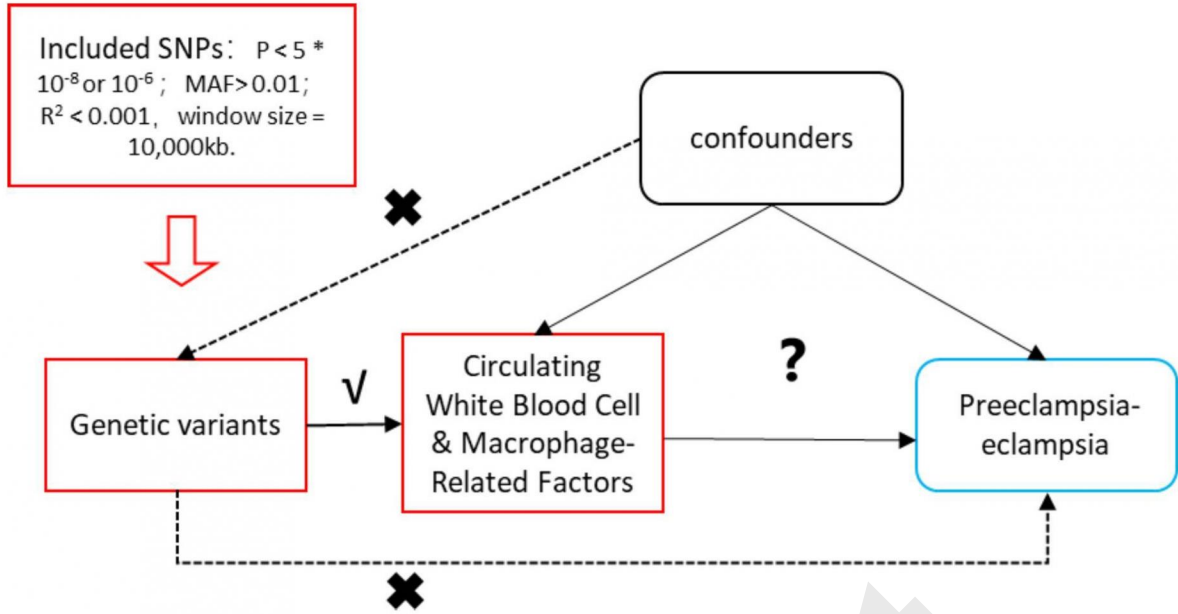 Included SNPs： P < 5 *
10⁻⁸ or 10⁻⁶； MAF> 0.01；
R² < 0.001， window size =
10,000kb.
confounders
✖
√
Genetic variants
Circulating
White Blood Cell
& Macrophage-
Related Factors
?
Preeclampsia-
eclampsia
✖